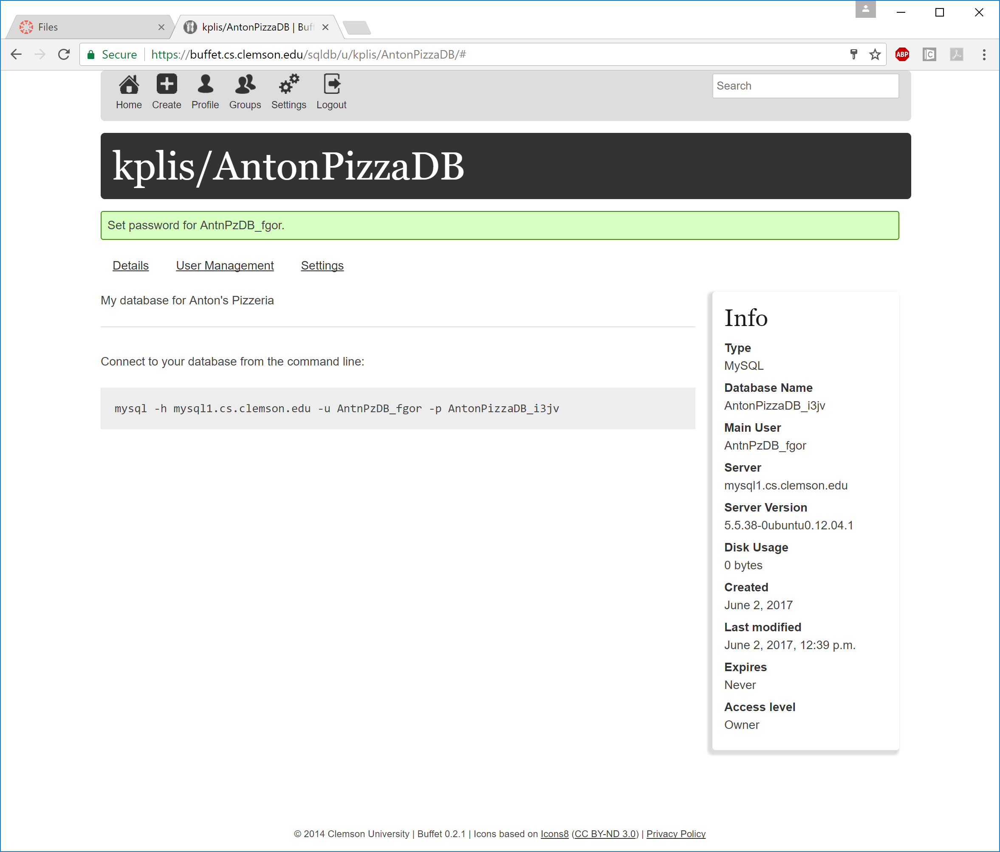 Files
kplis/AntonPizzaDB | Buf
Secure https://buffet.cs.clemson.edu/sqldb/u/kplis/AntonPizzaDB/#
ABP
Home Create Profile Groups Settings Logout
Search
kplis/AntonPizzaDB
Set password for AntnPzDB_fgor.
Details User Management Settings
My database for Anton's Pizzeria
Connect to your database from the command line:
mysql -h mysql1.cs.clemson.edu -u AntnPzDB_fgor -p AntonPizzaDB_i3jv
Info
Type
MySQL
Database Name
AntonPizzaDB_i3jv
Main User
AntnPzDB_fgor
Server
mysql1.cs.clemson.edu
Server Version
5.5.38-0ubuntu0.12.04.1
Disk Usage
0 bytes
Created
June 2, 2017
Last modified
June 2, 2017, 12:39 p.m.
Expires
Never
Access level
Owner
© 2014 Clemson University | Buffet 0.2.1 | Icons based on Icons8 (CC BY-ND 3.0) | Privacy Policy